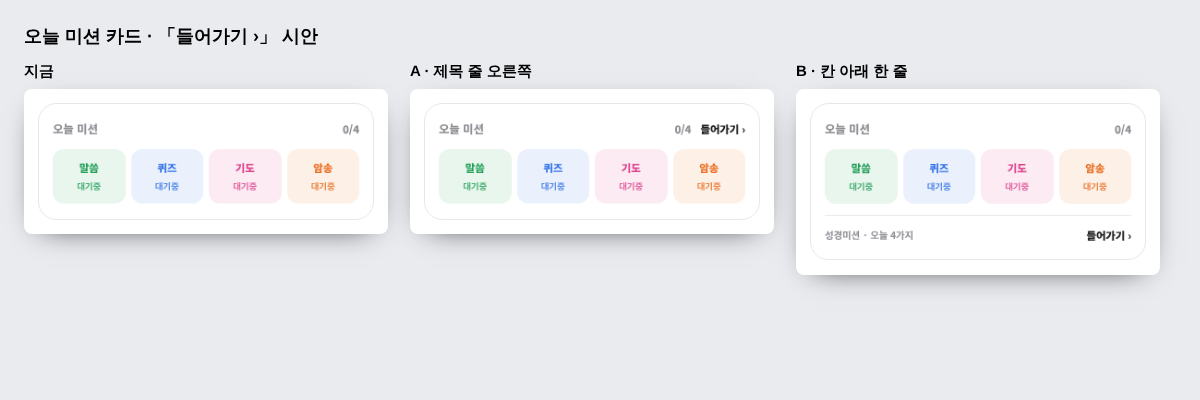 오늘 미션 카드 · 「들어가기 ›」 시안
지금
오늘 미션 0/4
말씀 퀴즈 기도 암송
대기중 대기중 대기중 대기중
A · 제목 줄 오른쪽
오늘 미션 0/4 들어가기 ›
말씀 퀴즈 기도 암송
대기중 대기중 대기중 대기중
B · 칸 아래 한 줄
오늘 미션 0/4
말씀 퀴즈 기도 암송
대기중 대기중 대기중 대기중
성경미션 · 오늘 4가지 들어가기 ›